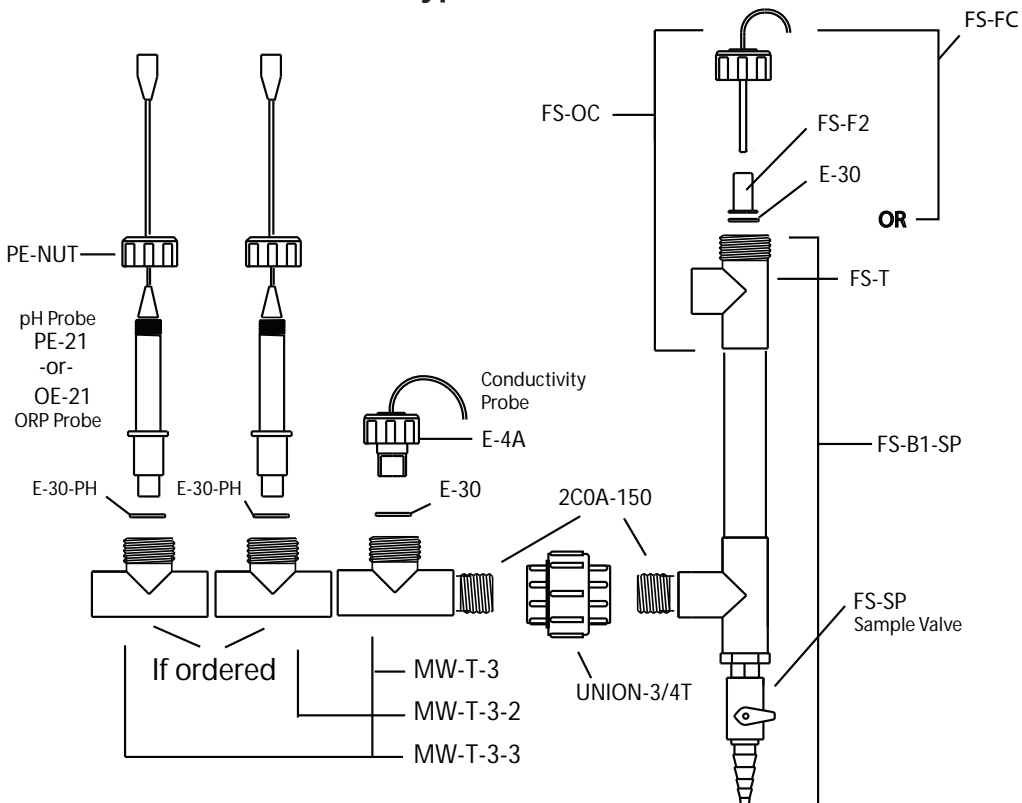 FS-FC
FS-OC
FS-F2
E-30
OR
PE-NUT
FS-T
pH Probe
PE-21
-or-
OE-21
ORP Probe
Conductivity
Probe
E-4A
FS-B1-SP
E-30-PH
E-30-PH
E-30
2C0A-150
FS-SP
Sample Valve
If ordered
MW-T-3
UNION-3/4T
MW-T-3-2
MW-T-3-3